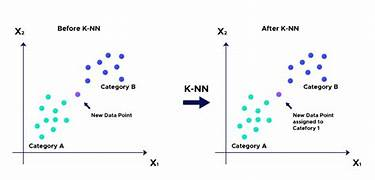 Before K-NN
After K-NN
X₂
X₂
Category B
Category B
K-NN
New Data Point
New Data Point
assigned to
Catefory 1
Category A
Category A
X₁
X₁